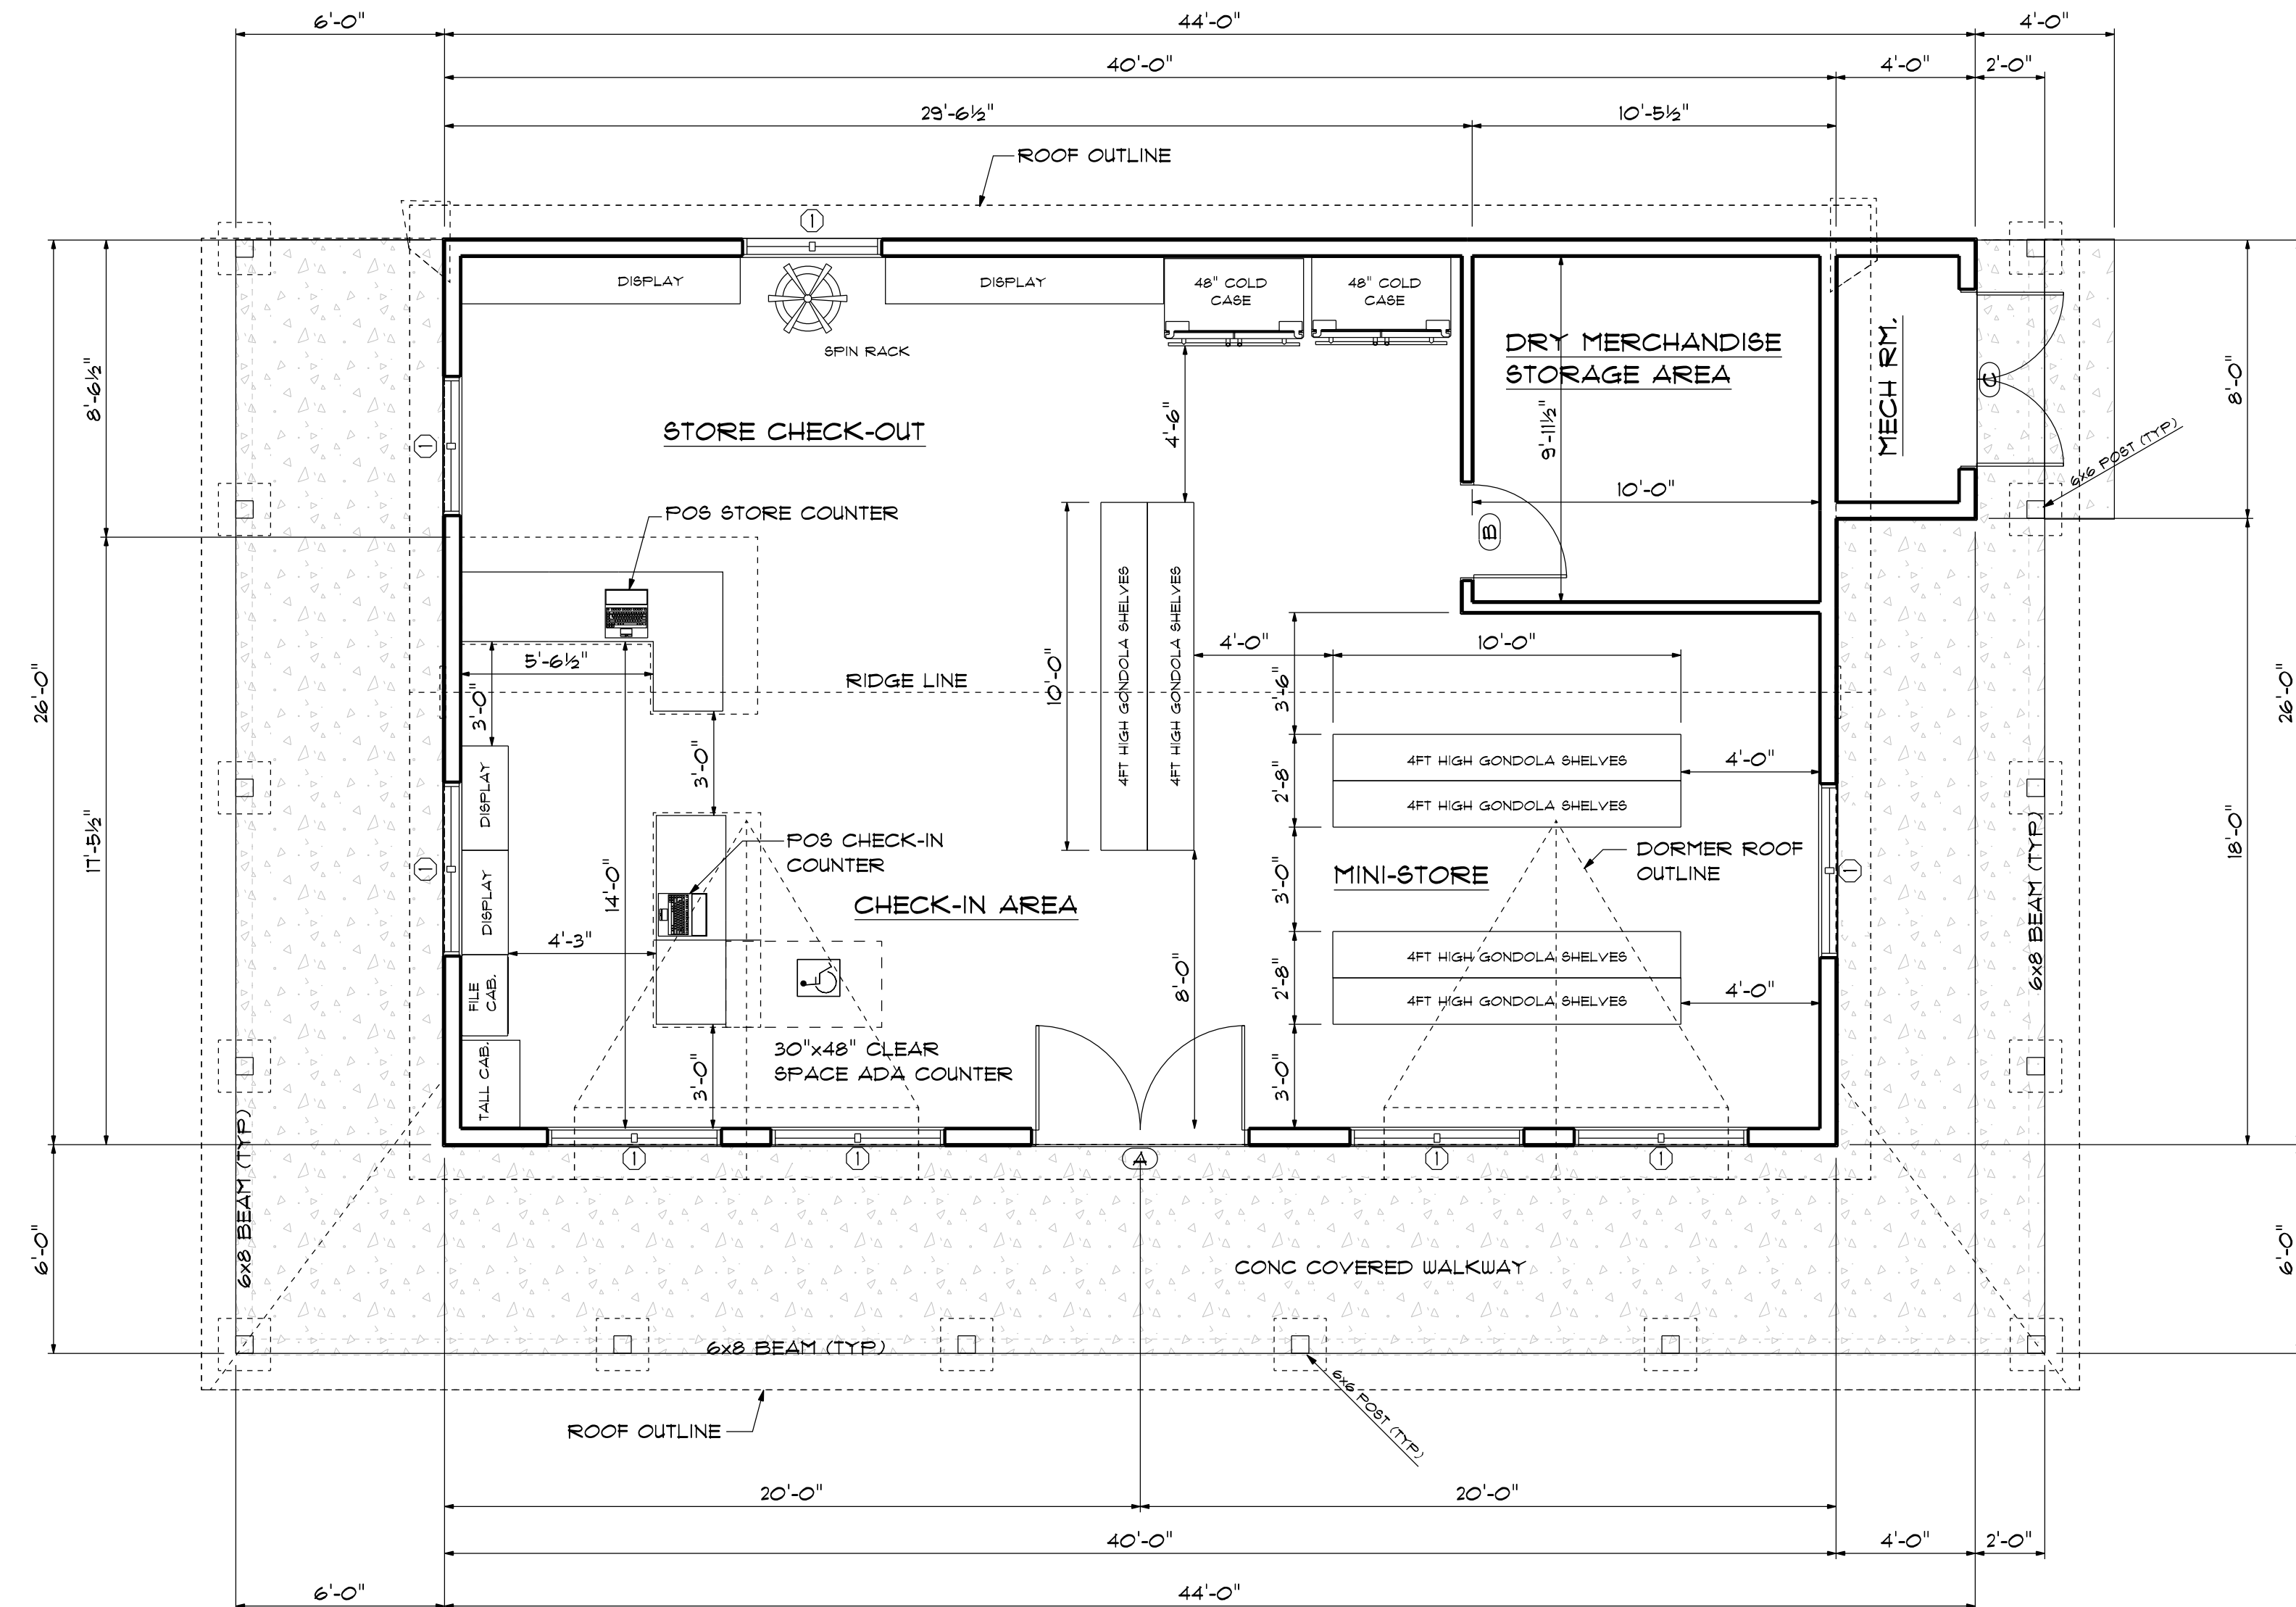 6'-0"
44'-0"
4'-0"
40'-0"
4'-0"
2'-0"
29'-6½"
10'-5½"
ROOF OUTLINE
1
DISPLAY
DISPLAY
48" COLD
CASE
48" COLD
CASE
SPIN RACK
DRY MERCHANDISE
STORAGE AREA
MECH RM.
C
8'-6½"
8'-0"
1
STORE CHECK-OUT
4'-6"
9'-11½"
6x6 POST (TYP)
POS STORE COUNTER
10'-0"
B
4FT HIGH GONDOLA SHELVES
4FT HIGH GONDOLA SHELVES
5'-6½"
3'-0"
RIDGE LINE
10'-0"
4'-0"
10'-0"
3'-6"
26'-0"
26'-0"
DISPLAY
3'-0"
2'-8"
4FT HIGH GONDOLA SHELVES
4FT HIGH GONDOLA SHELVES
4'-0"
17'-5½"
18'-0"
1
DISPLAY
14'-0"
POS CHECK-IN
COUNTER
CHECK-IN AREA
3'-0"
MINI-STORE
DORMER ROOF
OUTLINE
1
6x8 BEAM (TYP)
4'-3"
FILE
CAB.
8'-0"
2'-8"
4FT HIGH GONDOLA SHELVES
4FT HIGH GONDOLA SHELVES
4'-0"
TALL CAB.
3'-0"
30"x48" CLEAR
SPACE ADA COUNTER
3'-0"
1
1
A
1
1
6x8 BEAM (TYP)
6'-0"
CONC COVERED WALKWAY
6'-0"
6x8 BEAM (TYP)
6x6 POST (TYP)
ROOF OUTLINE
20'-0"
20'-0"
40'-0"
4'-0"
2'-0"
6'-0"
44'-0"